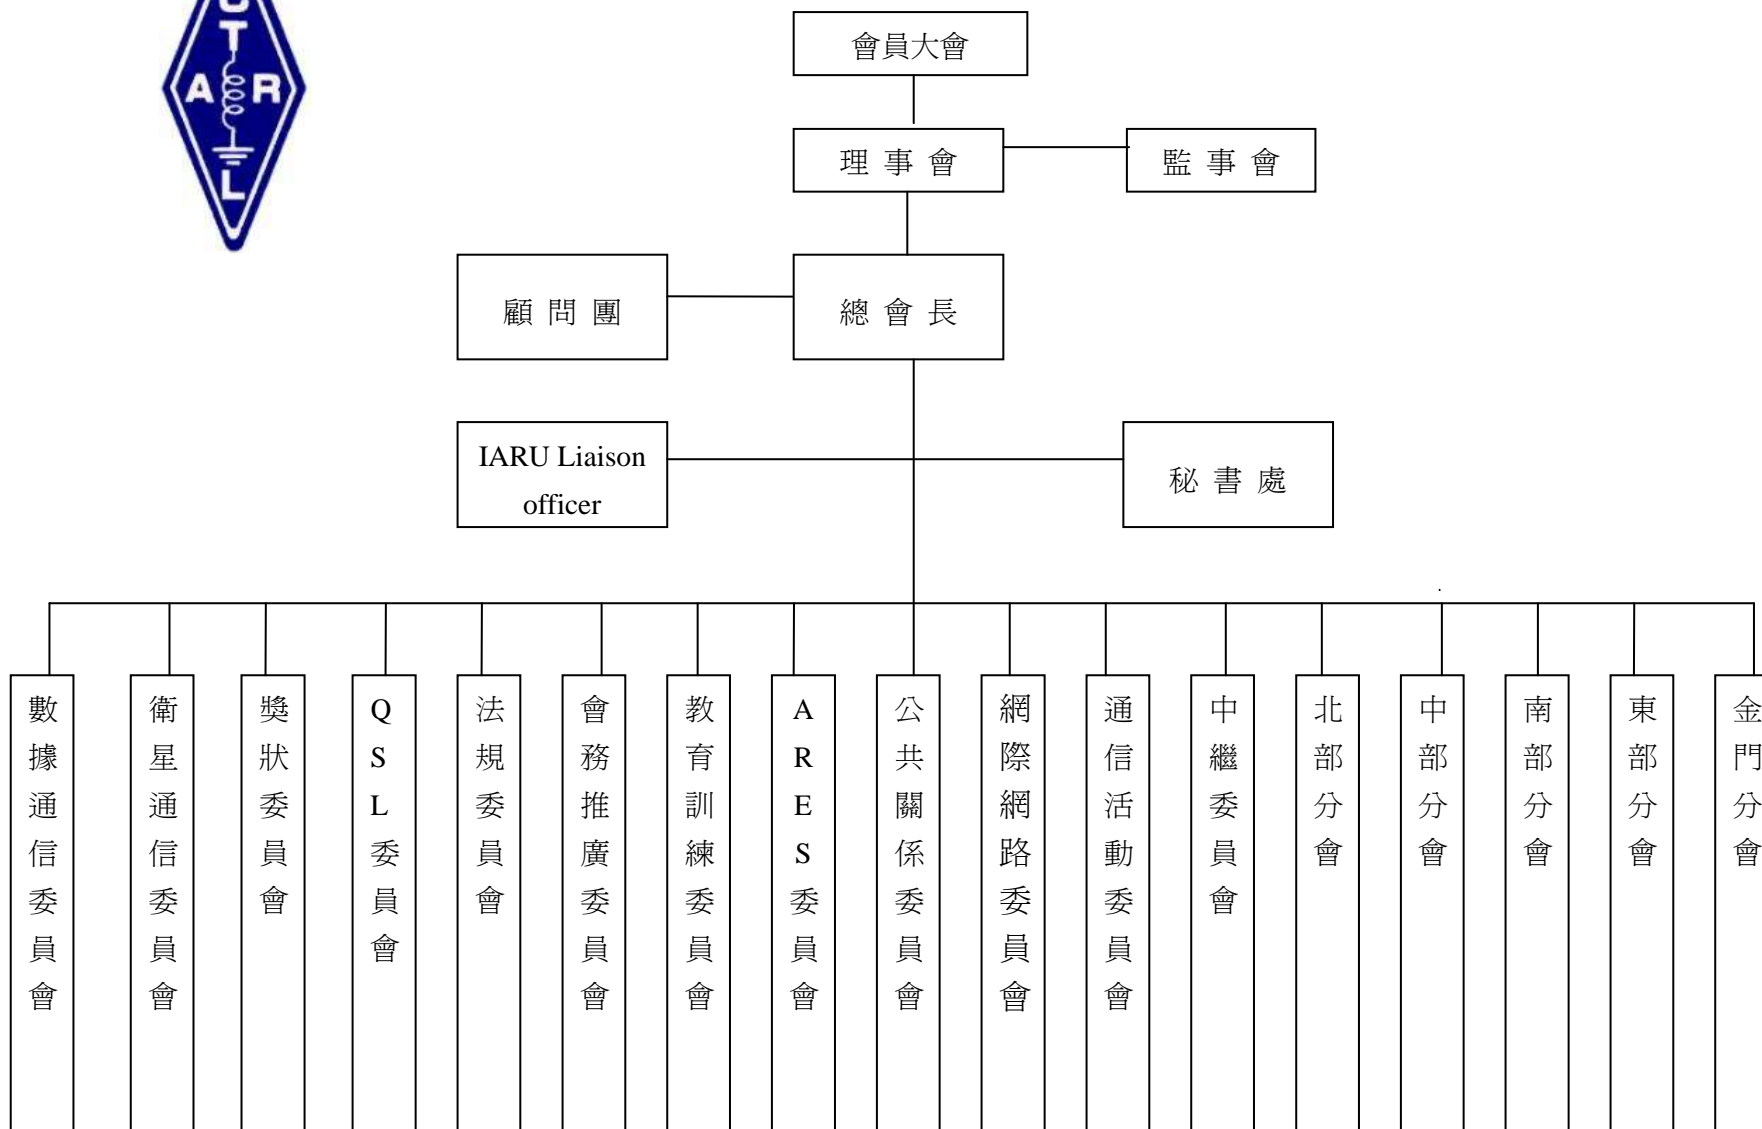 CT
A R
L
會員大會
理事會
監事會
顧問團
總會長
IARU Liaison
officer
秘書處
數據通信委員會
衛星通信委員會
獎狀委員會
QSL委員會
法規委員會
會務推廣委員會
教育訓練委員會
ARES委員會
公共關係委員會
網際網路委員會
通信活動委員會
中繼委員會
北部分會
中部分會
南部分會
東部分會
金門分會